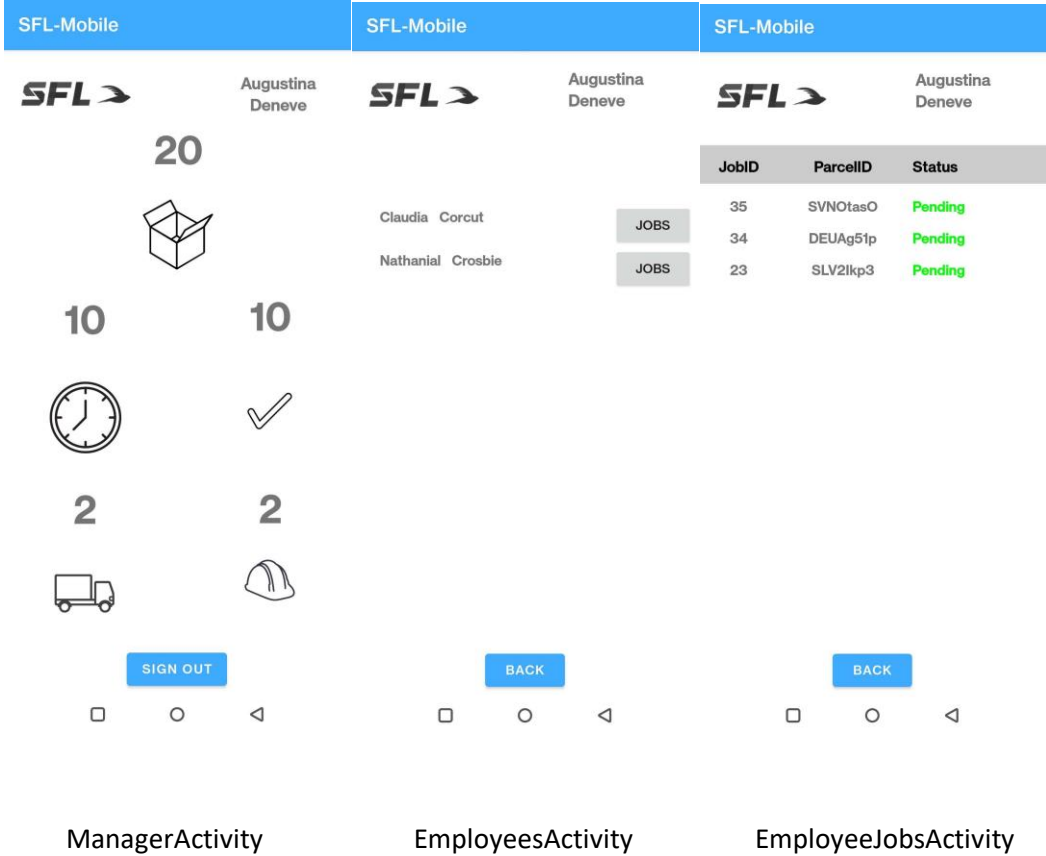 SFL-Mobile
SFL
Augustina
Deneve
20
10
10
2
2
SIGN OUT
ManagerActivity
SFL-Mobile
SFL
Augustina
Deneve
Claudia Corcut JOBS
Nathanial Crosbie JOBS
BACK
EmployeesActivity
SFL-Mobile
SFL
Augustina
Deneve
JobID ParcelID Status
35 SVNOtasO Pending
34 DEUAg51p Pending
23 SLV2lkp3 Pending
BACK
EmployeeJobsActivity